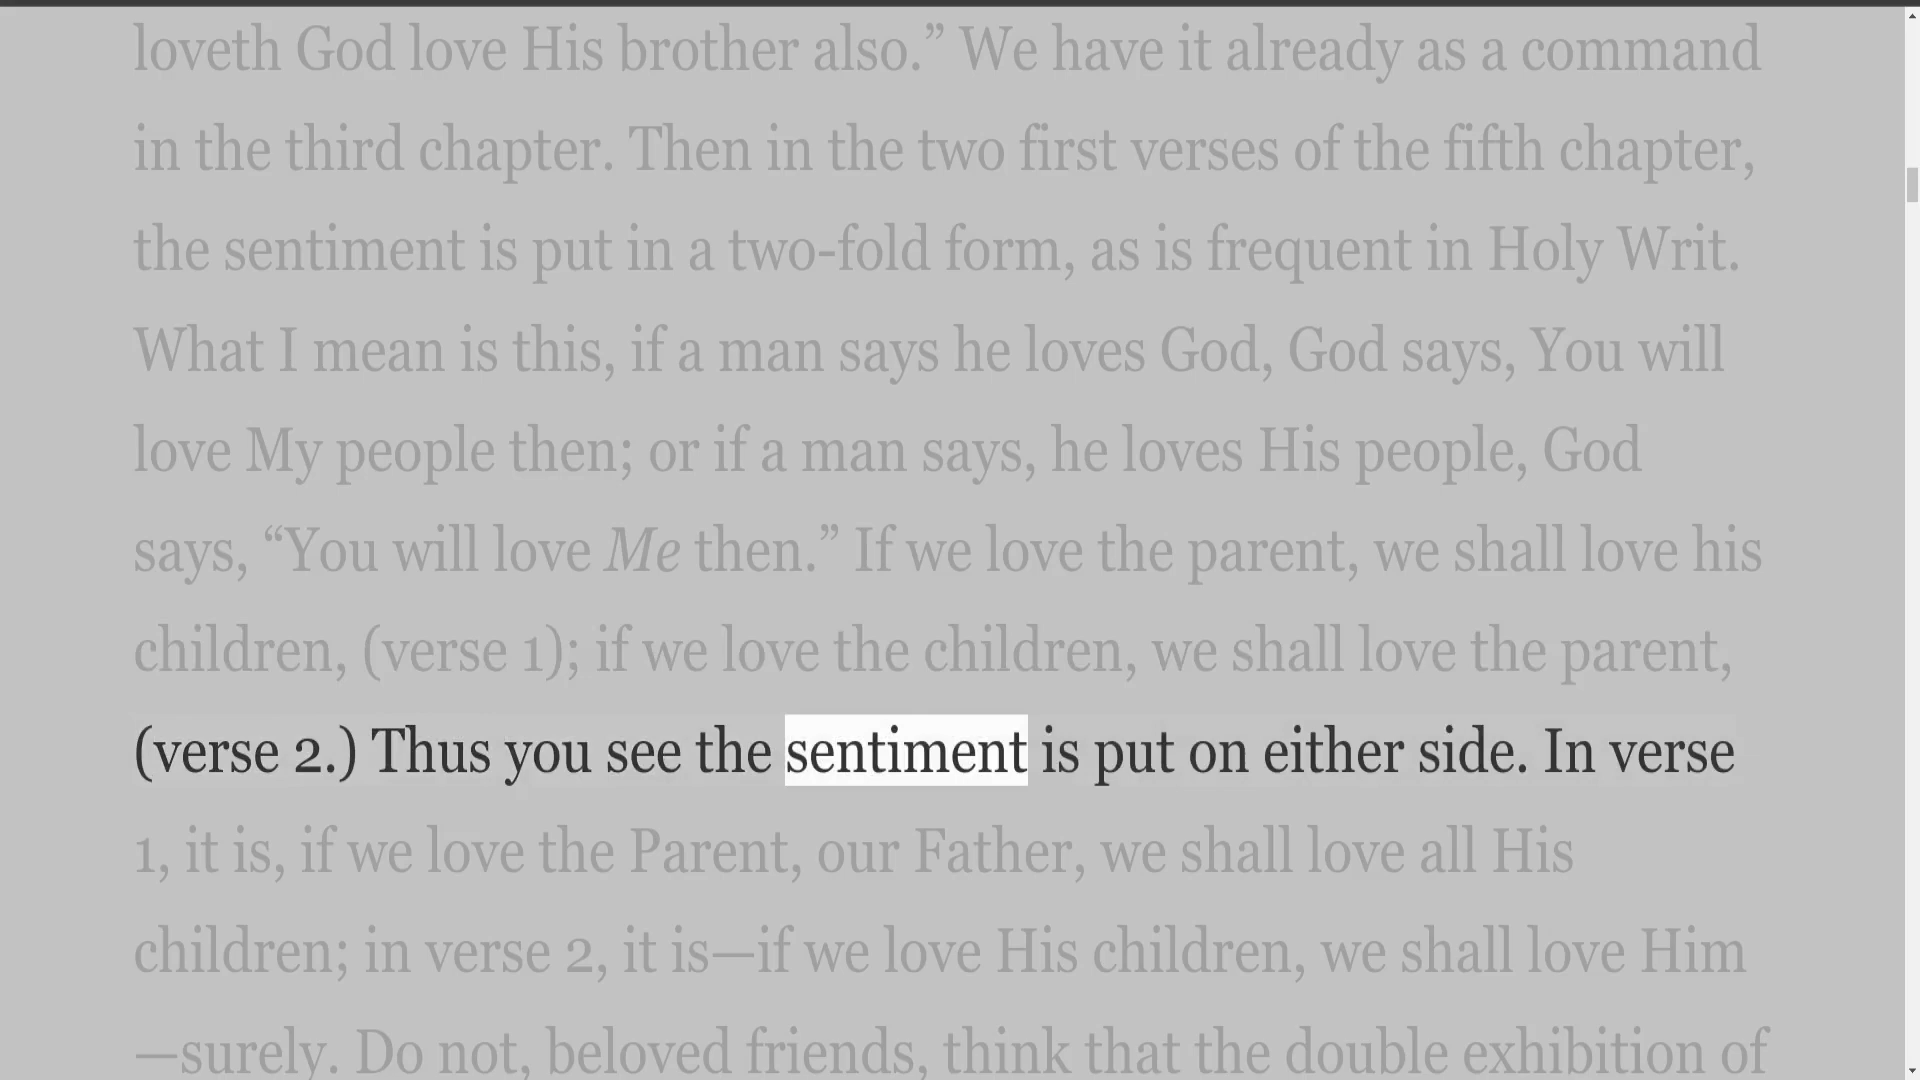 loveth God love His brother also.” We have it already as a command
in the third chapter. Then in the two first verses of the fifth chapter,
the sentiment is put in a two-fold form, as is frequent in Holy Writ.
What I mean is this, if a man says he loves God, God says, You will
love My people then; or if a man says, he loves His people, God
says, “You will love Me then.” If we love the parent, we shall love his
children, (verse 1); if we love the children, we shall love the parent,
(verse 2.) Thus you see the sentiment is put on either side. In verse
1, it is, if we love the Parent, our Father, we shall love all His
children; in verse 2, it is—if we love His children, we shall love Him
—surely. Do not, beloved friends, think that the double exhibition of